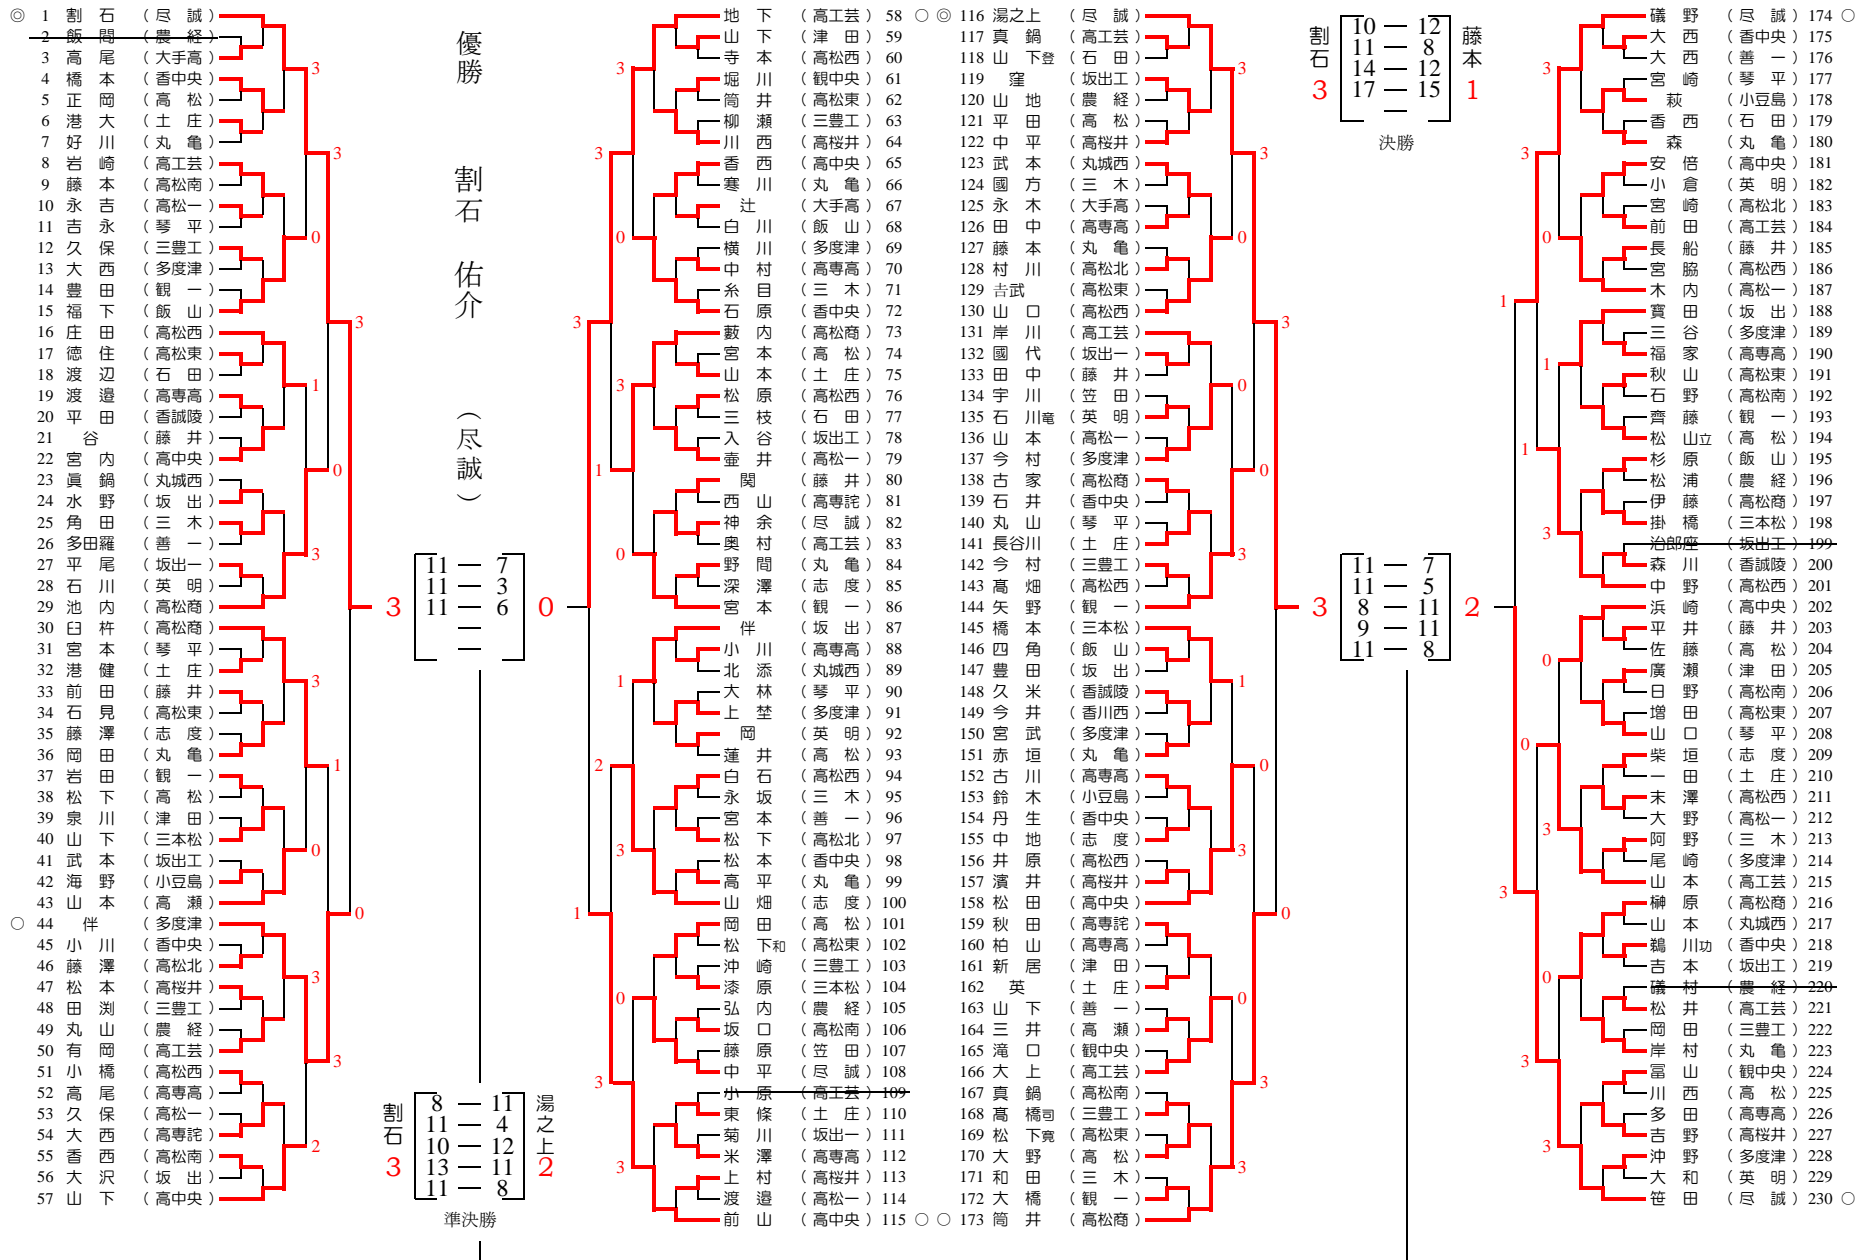 ◎ 1 割石 (尽誠)
2 飯間 (農経)
3 高尾 (大手高)
4 橋本 (香中央)
5 正岡 (高松)
6 港大 (土庄)
7 好川 (丸亀)
8 岩崎 (高工芸)
9 藤本 (高松南)
10 永吉 (高松一)
11 吉永 (琴平)
12 久保 (三豊工)
13 大西 (多度津)
14 豊田 (観一)
15 福下 (飯山)
16 庄田 (高松西)
17 徳住 (高松東)
18 渡辺 (石田)
19 渡邉 (高専高)
20 平田 (香誠陵)
21 谷 (藤井)
22 宮内 (高中央)
23 眞鍋 (丸城西)
24 水野 (坂出)
25 角田 (三木)
26 多田羅 (善一)
27 平尾 (坂出一)
28 石川 (英明)
29 池内 (高松商)
30 臼杵 (高松商)
31 宮本 (琴平)
32 港健 (土庄)
33 前田 (藤井)
34 石見 (高松東)
35 藤澤 (志度)
36 岡田 (丸亀)
37 岩田 (観一)
38 松下 (高松)
39 泉川 (津田)
40 山下 (三本松)
41 武本 (坂出工)
42 海野 (小豆島)
43 山本 (高瀬)
○ 44 伴 (多度津)
45 小川 (香中央)
46 藤澤 (高松北)
47 松本 (高桜井)
48 田渕 (三豊工)
49 丸山 (農経)
50 有岡 (高工芸)
51 小橋 (高松西)
52 高尾 (高専高)
53 久保 (高松一)
54 大西 (高専詫)
55 香西 (高松南)
56 大沢 (坂出)
57 山下 (高中央)
3
3
0
3
1
0
3
3
3
1
0
0
3
3
2
優勝 割石 佑介 (尽誠)
3
11 — 7
11 — 3
11 — 6
—
—
0
割石 3
8 — 11
11 — 4
10 — 12
13 — 11
11 — 8
湯之上 2
準決勝
3
3
0
3
3
1
0
1
2
3
1
0
3
3
地下 (高工芸) 58 ○
山下 (津田) 59
寺本 (高松西) 60
堀川 (観中央) 61
筒井 (高松東) 62
柳瀬 (三豊工) 63
川西 (高桜井) 64
香西 (高中央) 65
寒川 (丸亀) 66
辻 (大手高) 67
白川 (飯山) 68
横川 (多度津) 69
中村 (高専高) 70
糸目 (三木) 71
石原 (香中央) 72
藪内 (高松商) 73
宮本 (高松) 74
山本 (土庄) 75
松原 (高松西) 76
三枝 (石田) 77
入谷 (坂出工) 78
壷井 (高松一) 79
関 (藤井) 80
西山 (高専詫) 81
神余 (尽誠) 82
奥村 (高工芸) 83
野間 (丸亀) 84
深澤 (志度) 85
宮本 (観一) 86
伴 (坂出) 87
小川 (高専高) 88
北添 (丸城西) 89
大林 (琴平) 90
上埜 (多度津) 91
岡 (英明) 92
蓮井 (高松) 93
白石 (高松西) 94
永坂 (三木) 95
宮本 (善一) 96
松下 (高松北) 97
松本 (香中央) 98
高平 (丸亀) 99
山畑 (志度) 100
岡田 (高松) 101
松下和 (高松東) 102
沖崎 (三豊工) 103
漆原 (三本松) 104
弘内 (農経) 105
坂口 (高松南) 106
藤原 (笠田) 107
中平 (尽誠) 108
小原 (高工芸) 109
東條 (土庄) 110
菊川 (坂出一) 111
米澤 (高専高) 112
上村 (高桜井) 113
渡邉 (高松一) 114
前山 (高中央) 115 ○
◎ 116 湯之上 (尽誠)
117 真鍋 (高工芸)
118 山下登 (石田)
119 窪 (坂出工)
120 山地 (農経)
121 平田 (高松)
122 中平 (高桜井)
123 武本 (丸城西)
124 國方 (三木)
125 永木 (大手高)
126 田中 (高専高)
127 藤本 (丸亀)
128 村川 (高松北)
129 𠮷武 (高松東)
130 山口 (高松西)
131 岸川 (高工芸)
132 國代 (坂出一)
133 田中 (藤井)
134 宇川 (笠田)
135 石川竜 (英明)
136 山本 (高松一)
137 今村 (多度津)
138 古家 (高松商)
139 石井 (香中央)
140 丸山 (琴平)
141 長谷川 (土庄)
142 今村 (三豊工)
143 髙畑 (高松西)
144 矢野 (観一)
145 橋本 (三本松)
146 四角 (飯山)
147 豊田 (坂出)
148 久米 (香誠陵)
149 今井 (香川西)
150 宮武 (多度津)
151 赤垣 (丸亀)
152 古川 (高専高)
153 鈴木 (小豆島)
154 丹生 (香中央)
155 中地 (志度)
156 井原 (高松西)
157 濱井 (高桜井)
158 松田 (高中央)
159 秋田 (高専詫)
160 柏山 (高専高)
161 新居 (津田)
162 英 (土庄)
163 山下 (善一)
164 三井 (高瀬)
165 滝口 (観中央)
166 大上 (高工芸)
167 真鍋 (高松南)
168 髙橋司 (三豊工)
169 松下寛 (高松東)
170 大野 (高松)
171 和田 (三木)
172 大橋 (観一)
○ 173 筒井 (高松商)
3
3
0
3
0
0
3
1
0
3
0
0
3
割石 3
10 — 12
11 — 8
14 — 12
17 — 15
—
藤本 1
決勝
3
11 — 7
11 — 5
8 — 11
9 — 11
11 — 8
2
3
3
0
1
1
1
3
0
0
3
3
0
3
3
礒野 (尽誠) 174 ○
大西 (香中央) 175
大西 (善一) 176
宮崎 (琴平) 177
萩 (小豆島) 178
香西 (石田) 179
森 (丸亀) 180
安倍 (高中央) 181
小倉 (英明) 182
宮崎 (高松北) 183
前田 (高工芸) 184
長船 (藤井) 185
宮脇 (高松西) 186
木内 (高松一) 187
寳田 (坂出) 188
三谷 (多度津) 189
福家 (高専高) 190
秋山 (高松東) 191
石野 (高松南) 192
齊藤 (観一) 193
松山立 (高松) 194
杉原 (飯山) 195
松浦 (農経) 196
伊藤 (高松商) 197
掛橋 (三本松) 198
治郎座 (坂出工) 199
森川 (香誠陵) 200
中野 (高松西) 201
浜崎 (高中央) 202
平井 (藤井) 203
佐藤 (高松) 204
廣瀬 (津田) 205
日野 (高松南) 206
増田 (高松東) 207
山口 (琴平) 208
柴垣 (志度) 209
一田 (土庄) 210
末澤 (高松西) 211
大野 (高松一) 212
阿野 (三木) 213
尾崎 (多度津) 214
山本 (高工芸) 215
榊原 (高松商) 216
山本 (丸城西) 217
鵜川功 (香中央) 218
吉本 (坂出工) 219
礒村 (農経) 220
松井 (高工芸) 221
岡田 (三豊工) 222
岸村 (丸亀) 223
冨山 (観中央) 224
川西 (高松) 225
多田 (高専高) 226
吉野 (高桜井) 227
沖野 (多度津) 228
大和 (英明) 229
笹田 (尽誠) 230 ○